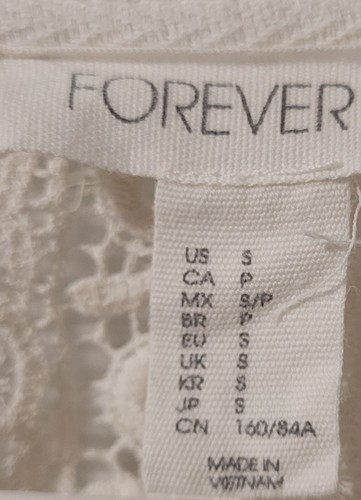 FOREVER
US S
CA P
MX S/P
BR P
EU S
UK S
KR S
JP S
CN 160/84A
MADE IN
VIETNAM